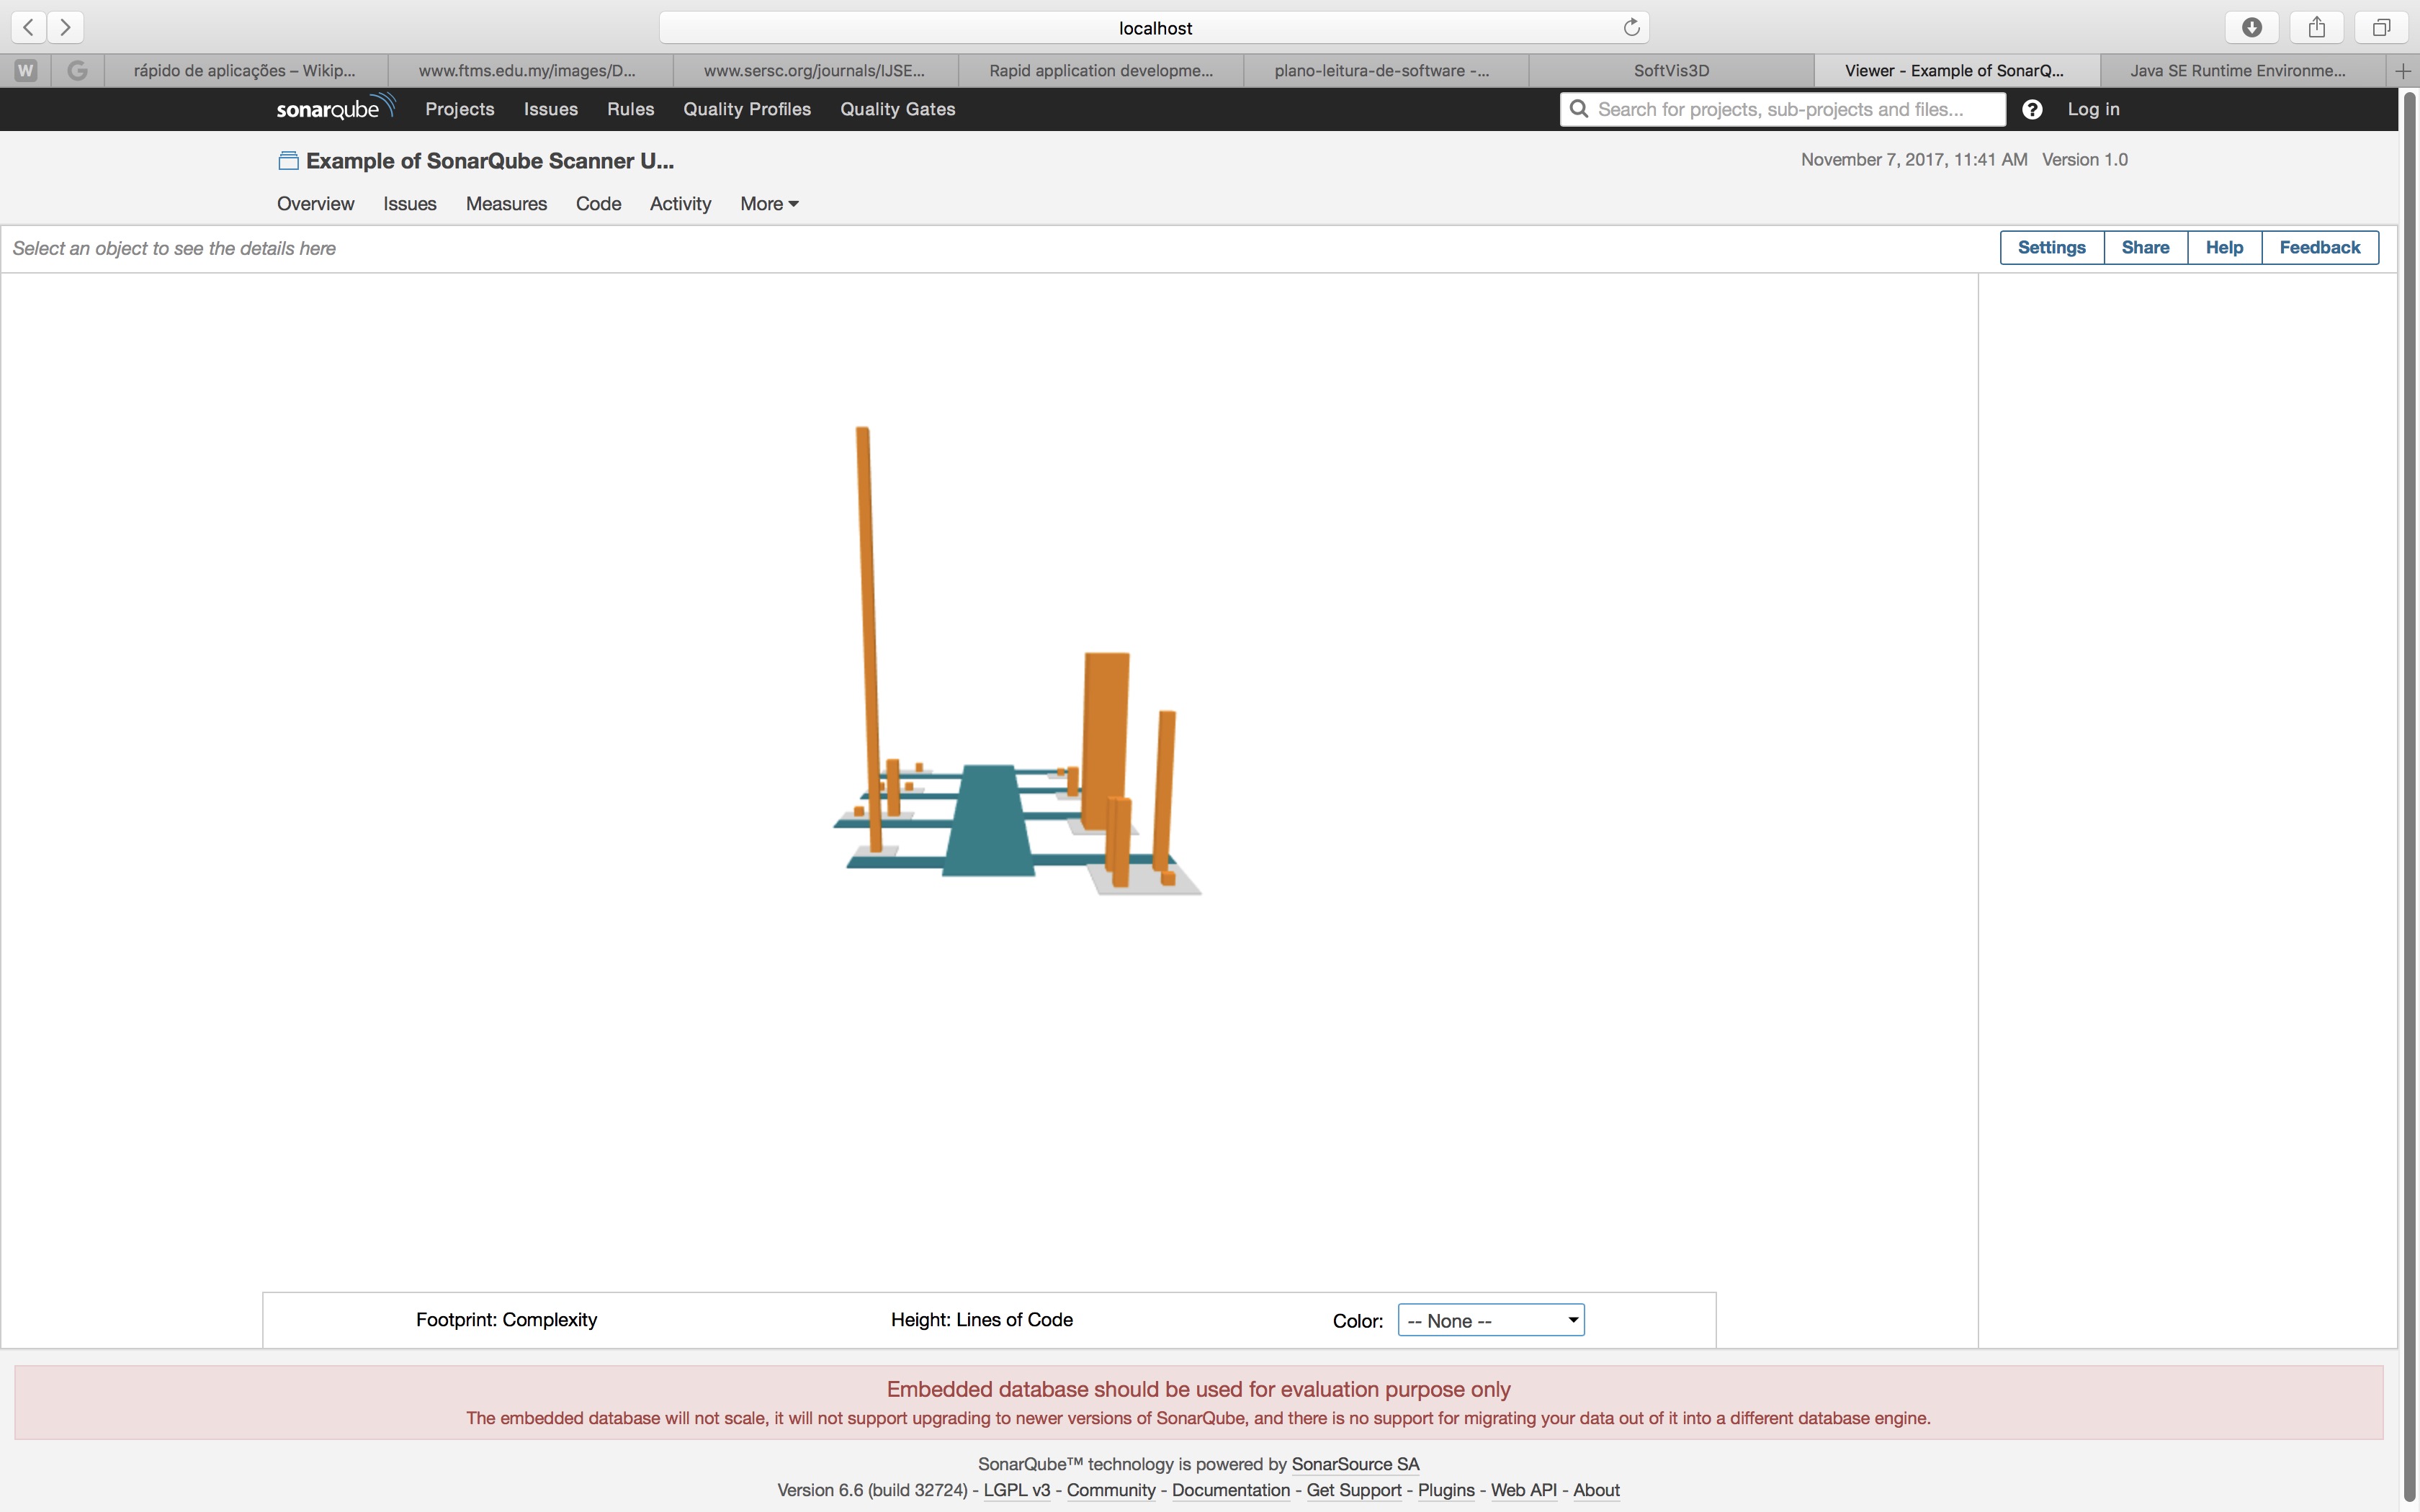 localhost
W G rápido de aplicações – Wikip... www.ftms.edu.my/images/D... www.sersc.org/journals/IJSE... Rapid application developme... plano-leitura-de-software -... SoftVis3D Viewer - Example of SonarQ... Java SE Runtime Environme... +
sonarqube Projects Issues Rules Quality Profiles Quality Gates Search for projects, sub-projects and files... ? Log in
Example of SonarQube Scanner U... November 7, 2017, 11:41 AM Version 1.0
Overview Issues Measures Code Activity More
Select an object to see the details here Settings Share Help Feedback
Footprint: Complexity Height: Lines of Code Color: -- None --
Embedded database should be used for evaluation purpose only
The embedded database will not scale, it will not support upgrading to newer versions of SonarQube, and there is no support for migrating your data out of it into a different database engine.
SonarQube™ technology is powered by SonarSource SA
Version 6.6 (build 32724) - LGPL v3 - Community - Documentation - Get Support - Plugins - Web API - About